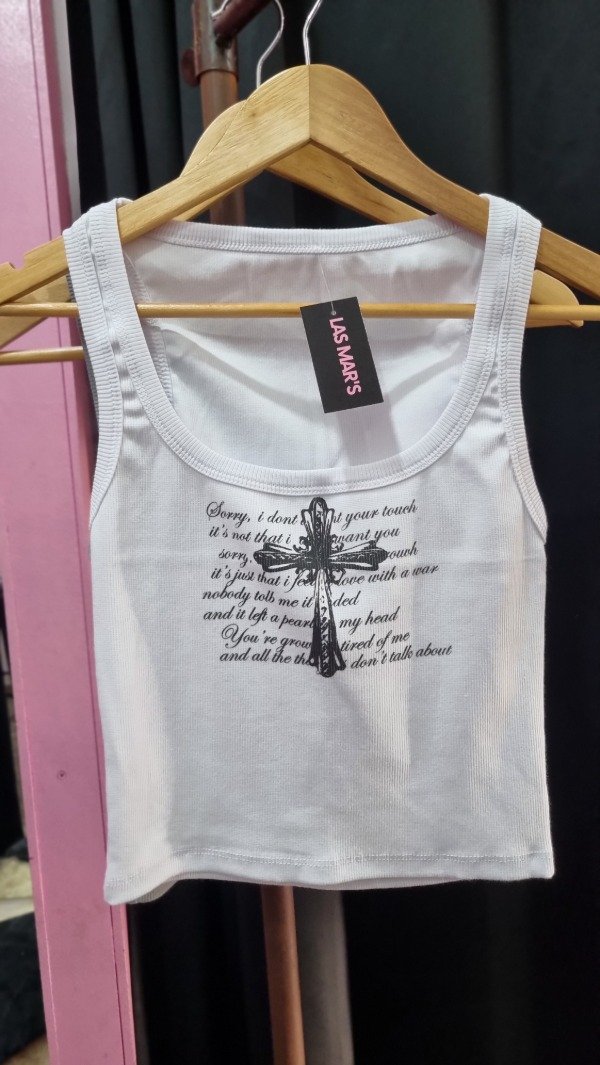 LAS MAR'S
Sorry, i dont nt your touch
it's not that i want you
sorry,
it's just that i love with a war
nobody tolb me it ded
and it left a pearl my head
You're grow tired of me
and all the th don't talk about